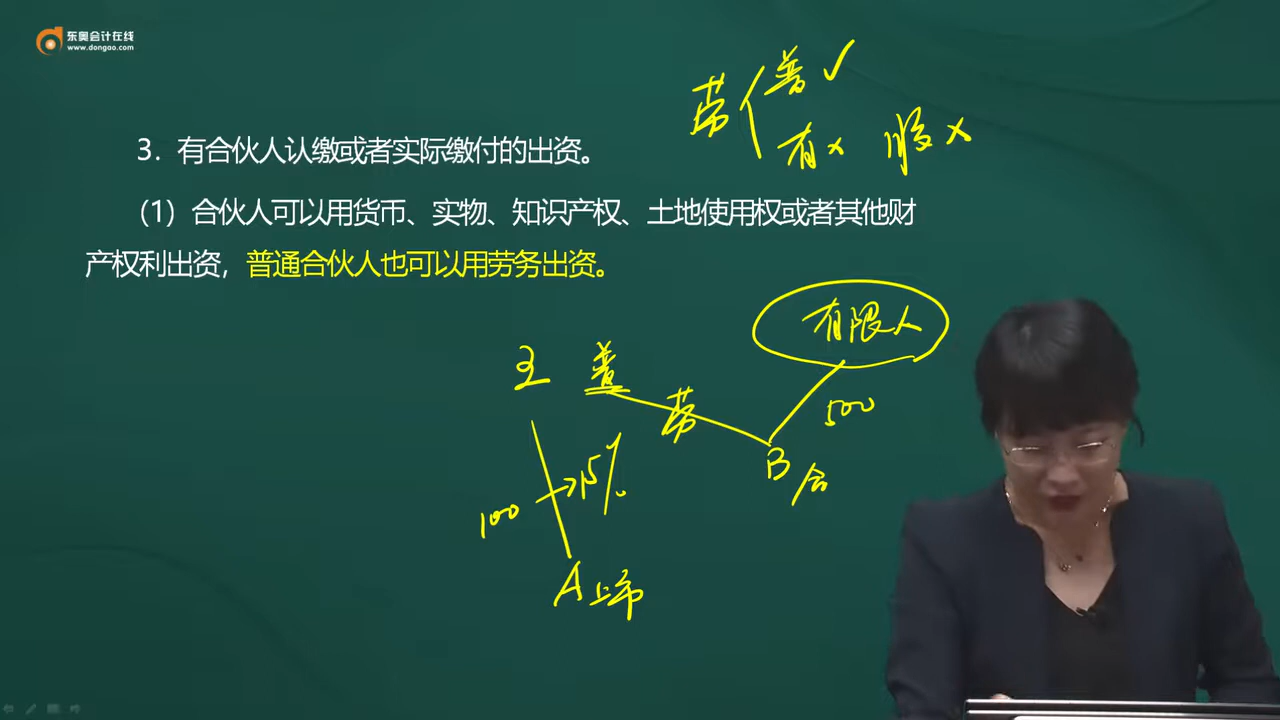 东奥会计在线
www.dongao.com
劳 普✓
有× 股×
3. 有合伙人认缴或者实际缴付的出资。
（1）合伙人可以用货币、实物、知识产权、土地使用权或者其他财
产权利出资，普通合伙人也可以用劳务出资。
有限人
王 普
劳
500
B合
15%
100
A上市